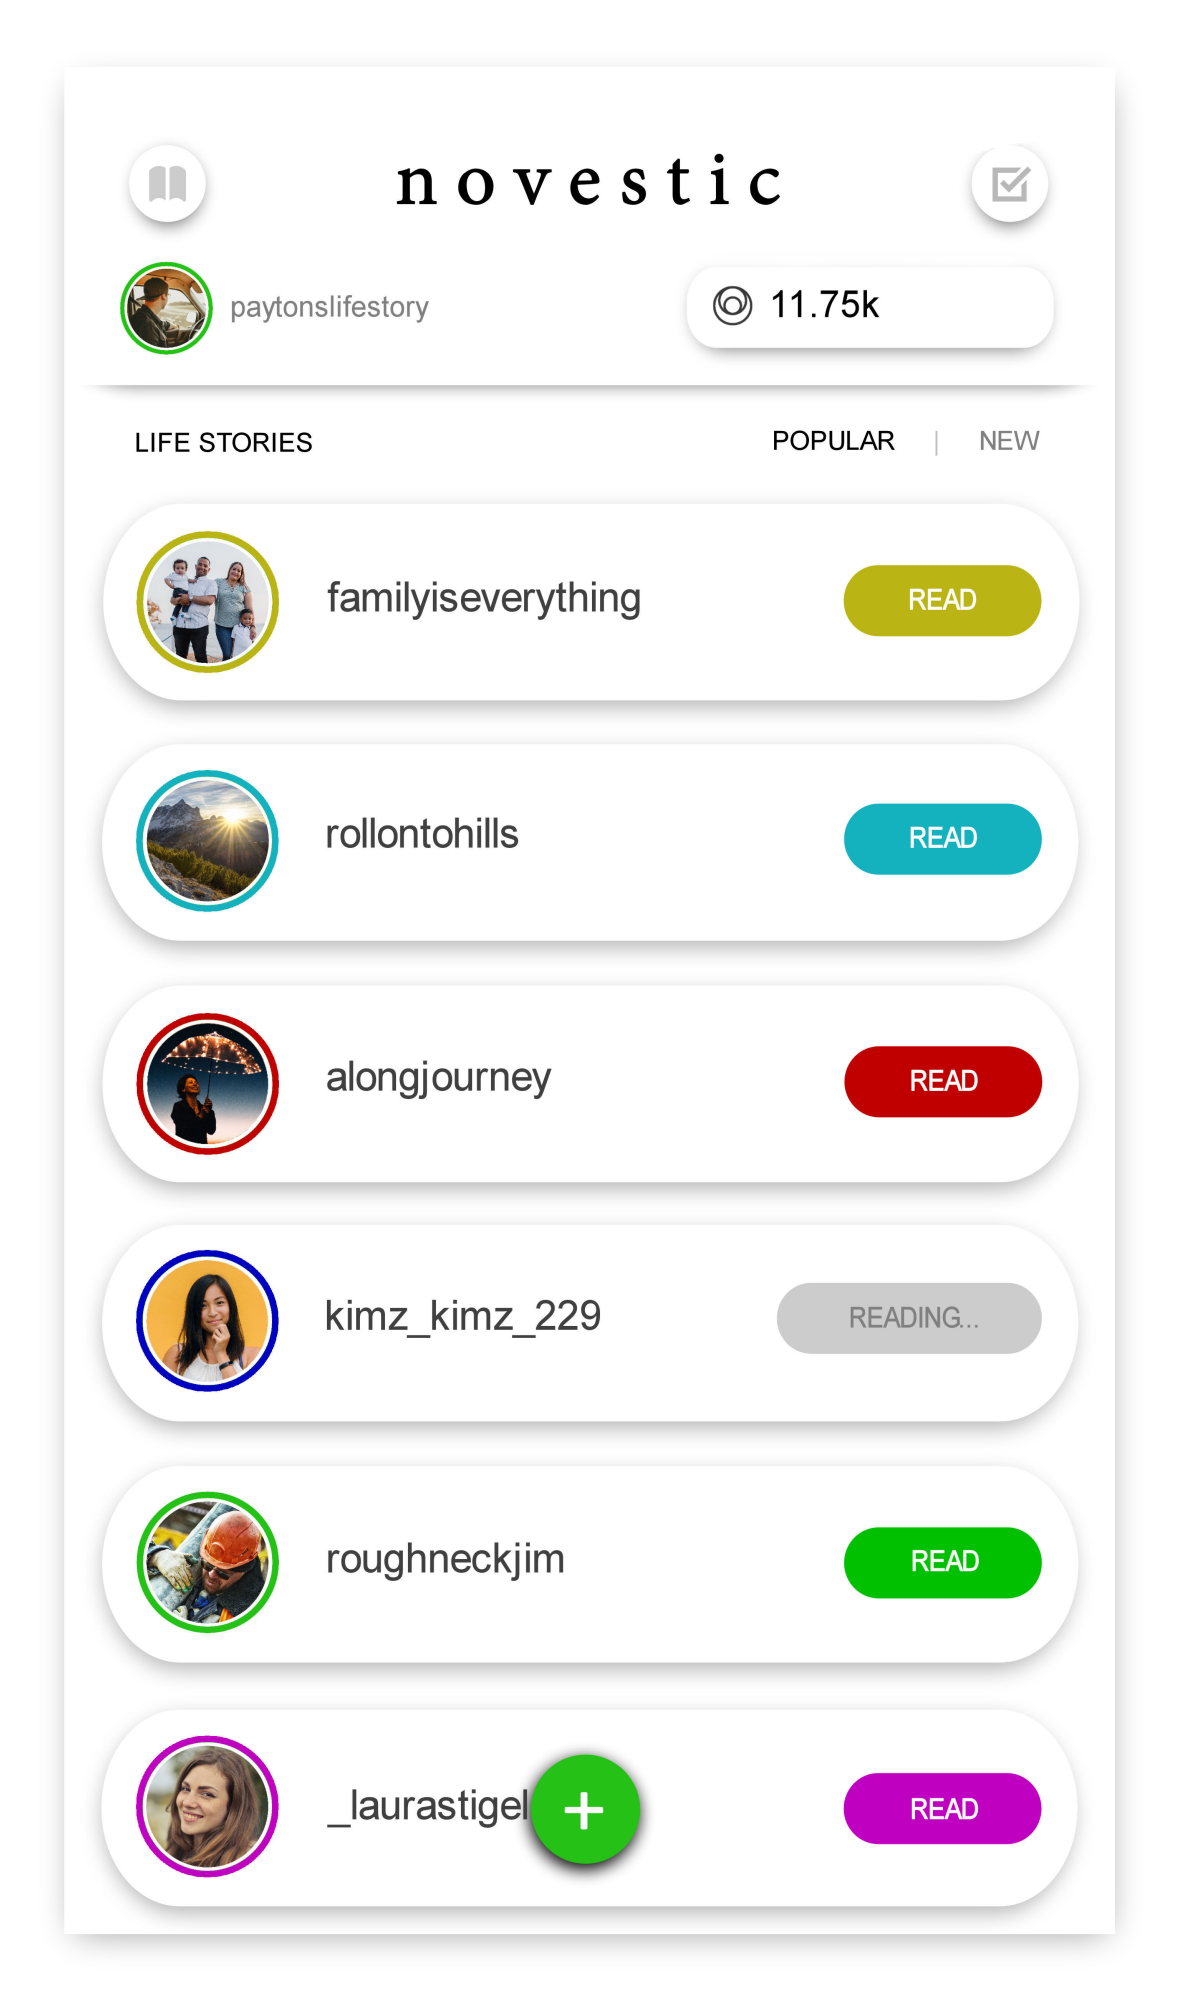 novestic
paytonslifestory
11.75k
LIFE STORIES
POPULAR | NEW
familyiseverything
READ
rollontohills
READ
alongjourney
READ
kimz_kimz_229
READING...
roughneckjim
READ
_laurastigel
READ